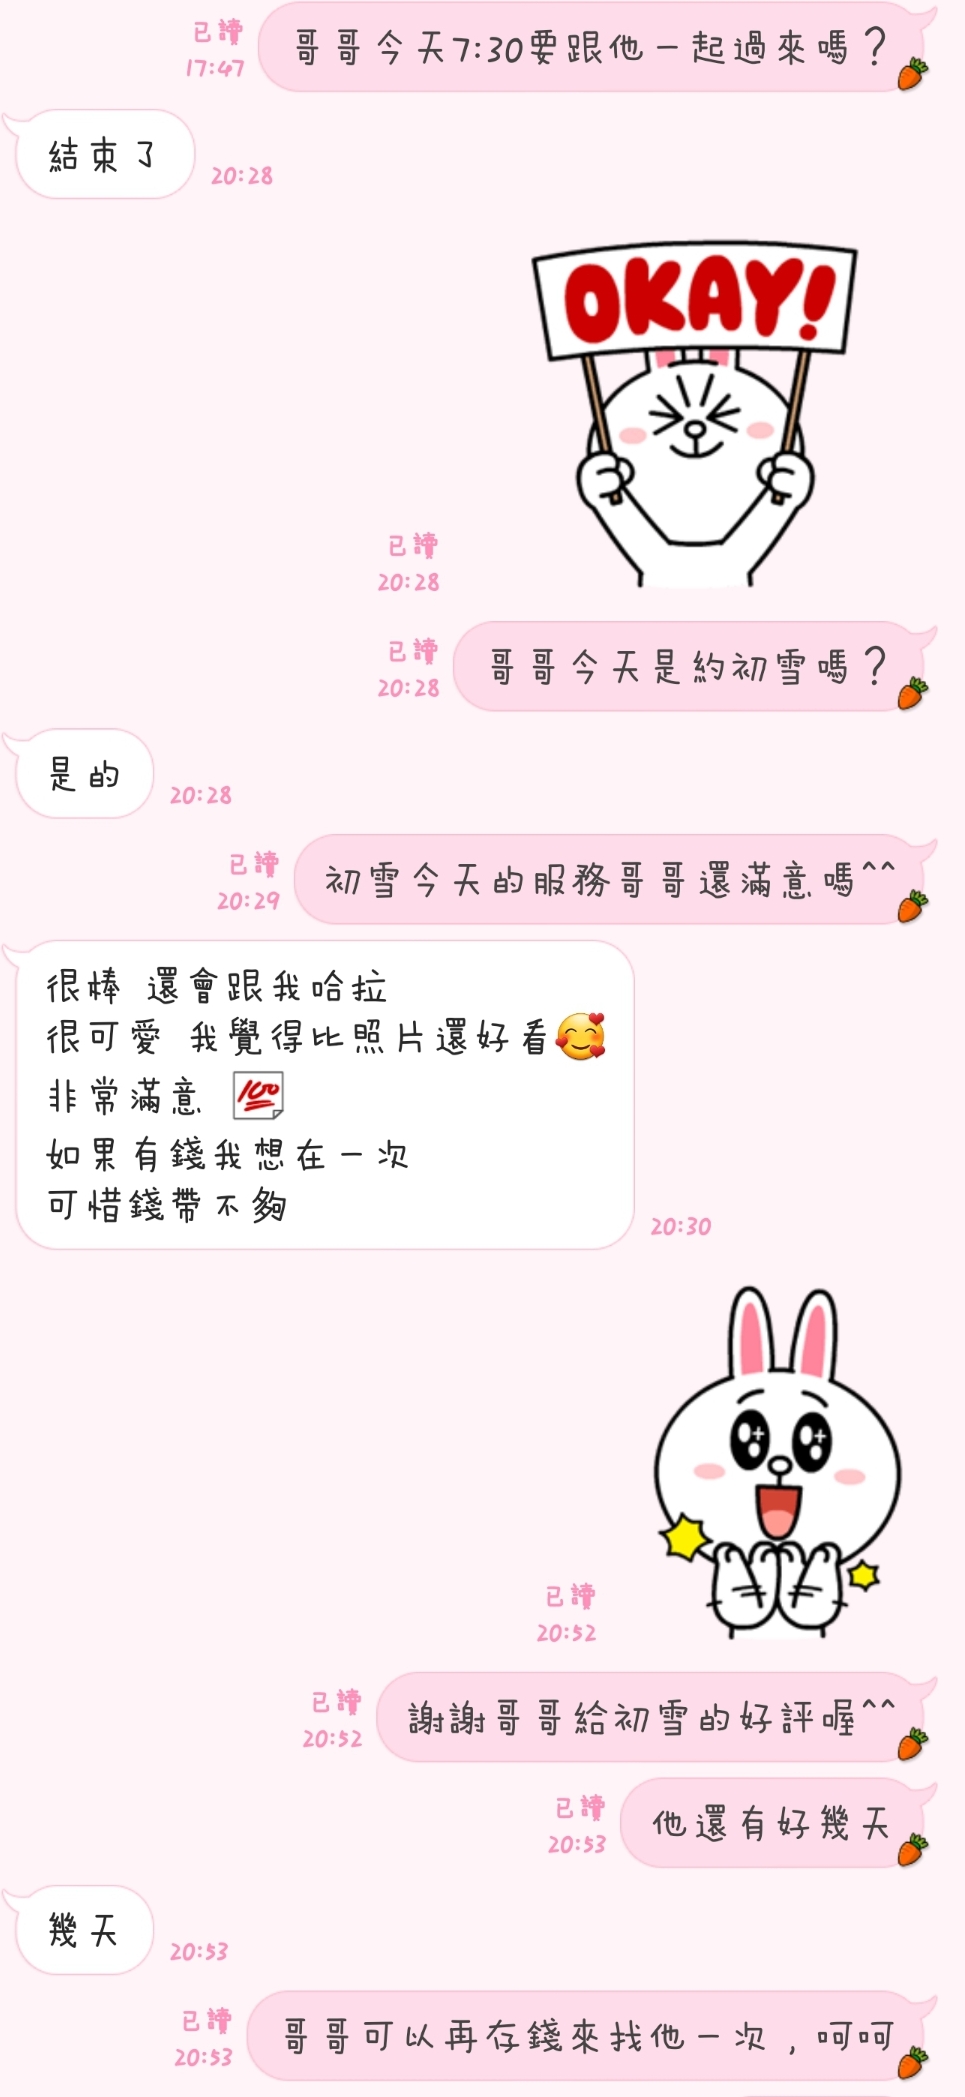 哥哥今天7:30要跟他一起過來嗎？
已讀
17:47
結束了
20:28
OKAY!
已讀
20:28
哥哥今天是約初雪嗎？
已讀
20:28
是的
20:28
初雪今天的服務哥哥還滿意嗎^^
已讀
20:29
很棒 還會跟我哈拉
很可愛 我覺得比照片還好看🥰
非常滿意 💯
如果有錢我想在一次
可惜錢帶不夠
20:30
已讀
20:52
謝謝哥哥給初雪的好評喔^^
已讀
20:52
他還有好幾天
已讀
20:53
幾天
20:53
哥哥可以再存錢來找他一次，呵呵
已讀
20:53